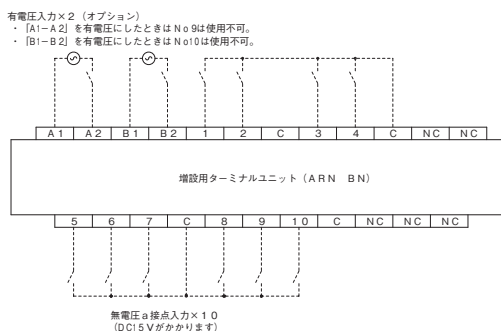 有電圧入力×２（オプション）
・「A1−A2」を有電圧にしたときはＮｏ9は使用不可。
・「B1−B2」を有電圧にしたときはＮo10は使用不可。
A1 A2 B1 B2 1 2 C 3 4 C NC NC
増設用ターミナルユニット（ＡＲＮ　ＢＮ）
5 6 7 C 8 9 10 C NC NC NC
無電圧ａ接点入力×１０
（DC15Vがかかります）